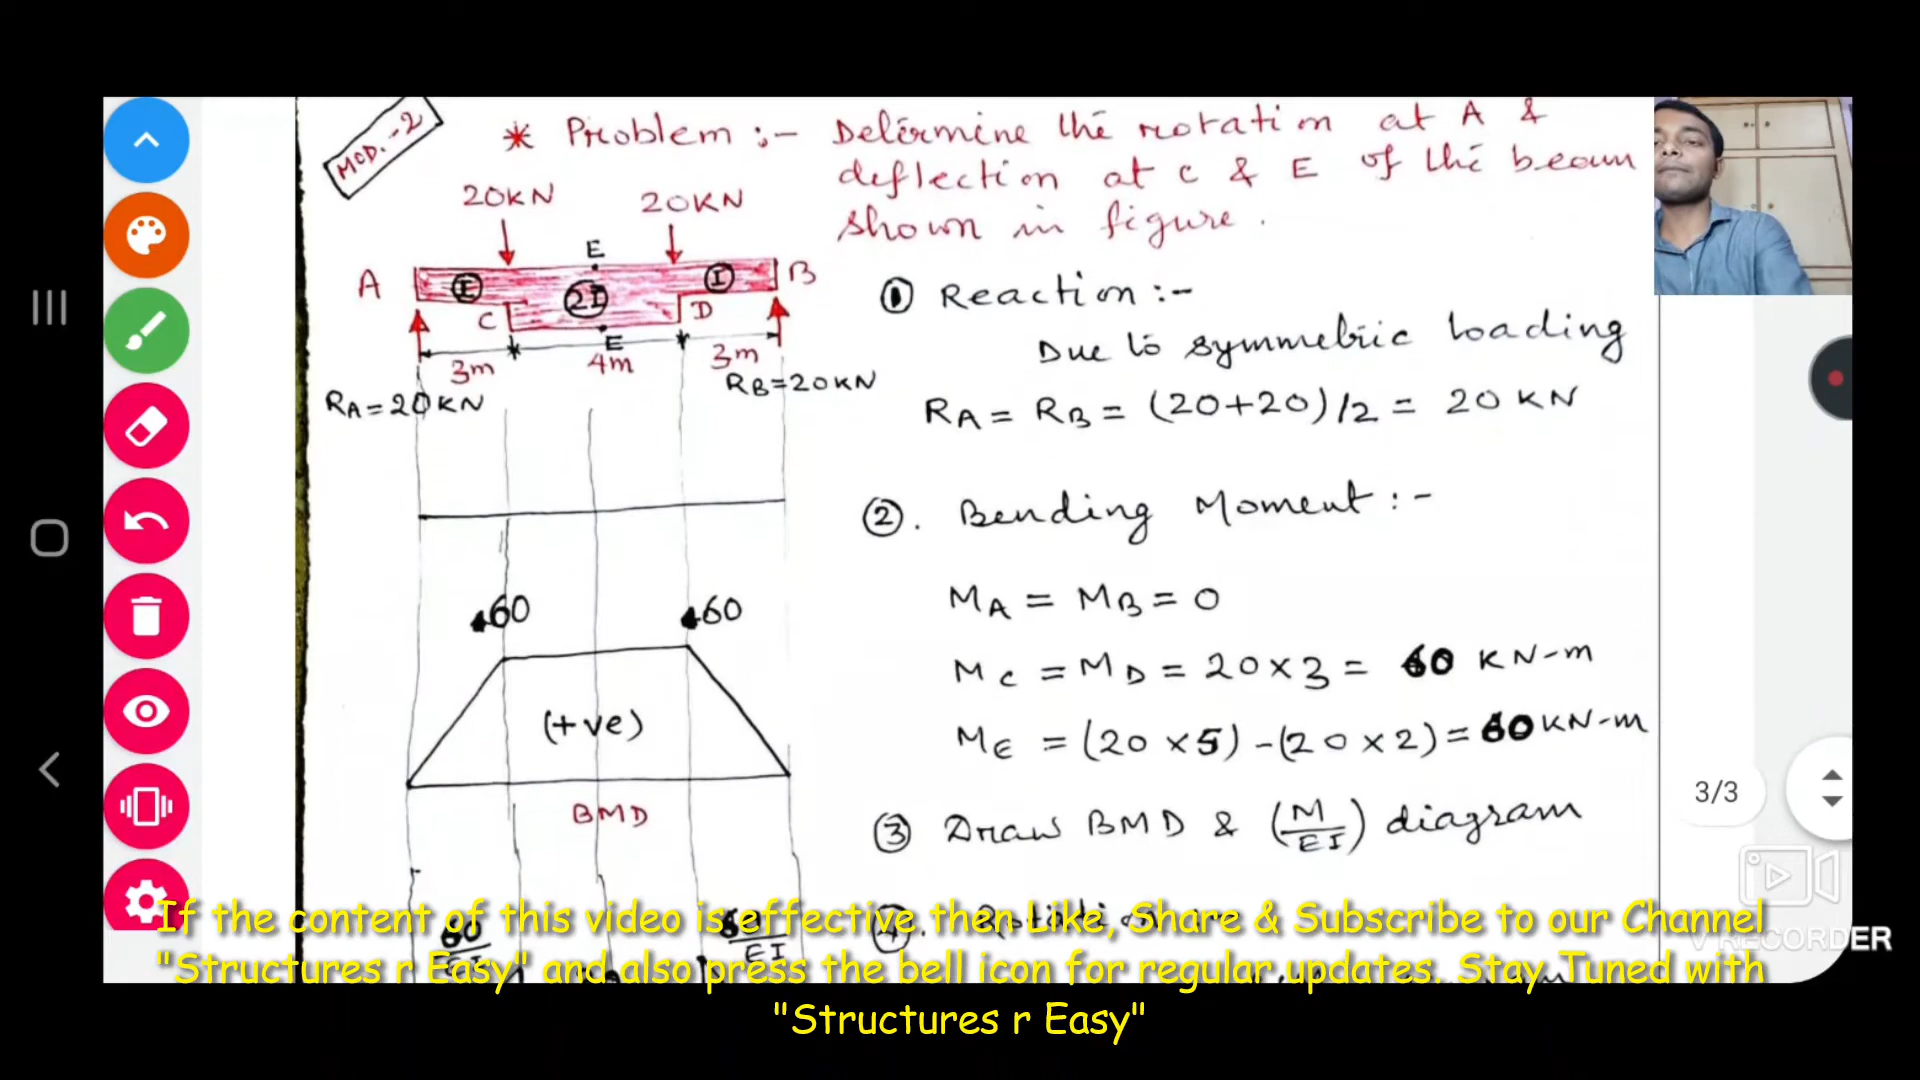 MOD.-2
* Problem :- Determine the rotation at A &
deflection at C & E of the beam
shown in figure.
20KN 20KN
E
A I 2I I B
C D
E
3m 4m 3m
RA=20KN RB=20KN
① Reaction :-
Due to symmetric loading
RA = RB = (20+20)/2 = 20 KN
②. Bending Moment :-
MA = MB = 0
MC = MD = 20×3 = 60 KN-m
ME = (20×5) -(20×2) = 60 KN-m
③ Draw BMD & (M/EI) diagram
60 60
(+ve)
BMD
60
60/EI
④.
3/3
V RECORDER
If the content of this video is effective then Like, Share & Subscribe to our Channel
"Structures r Easy" and also press the bell icon for regular updates. Stay Tuned with
"Structures r Easy"